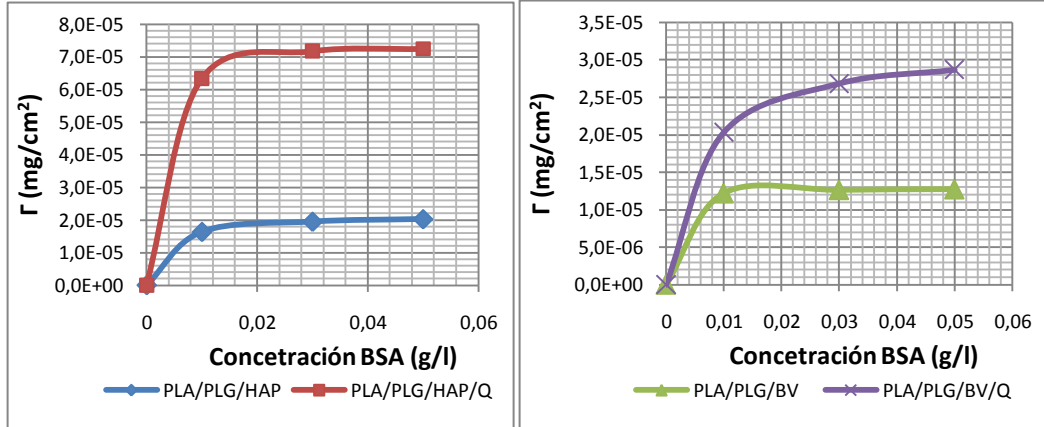 Γ (mg/cm²)
8,0E-05
7,0E-05
6,0E-05
5,0E-05
4,0E-05
3,0E-05
2,0E-05
1,0E-05
0,0E+00
0 0,02 0,04 0,06
Concetración BSA (g/l)
PLA/PLG/HAP PLA/PLG/HAP/Q
Γ (mg/cm²)
3,5E-05
3,0E-05
2,5E-05
2,0E-05
1,5E-05
1,0E-05
5,0E-06
0,0E+00
0 0,01 0,02 0,03 0,04 0,05 0,06
Concetración BSA (g/l)
PLA/PLG/BV PLA/PLG/BV/Q